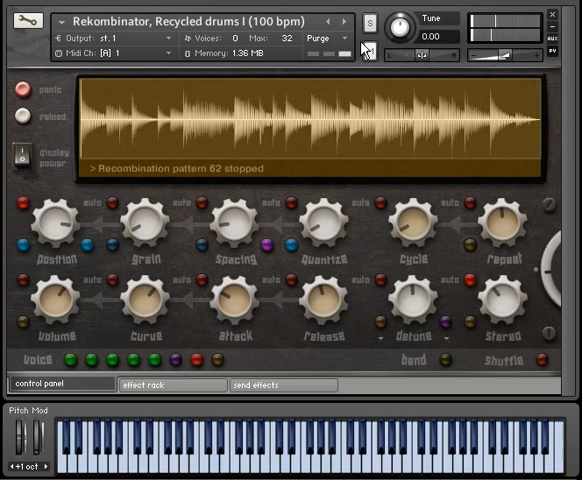 Rekombinator, Recycled drums I (100 bpm)
S
Tune
Output: st. 1
Voices: 0 Max: 32 Purge
0.00
Midi Ch: [A] 1
Memory: 1.36 MB
L R
aux
PV
panic
reload
display
power
> Recombination pattern 62 stopped
auto auto auto auto auto
position grain spacing quantize cycle repeat
auto auto auto auto auto
volume curve attack release detune stereo
voice bend shuffle
control panel effect rack send effects
Pitch Mod
+1 oct